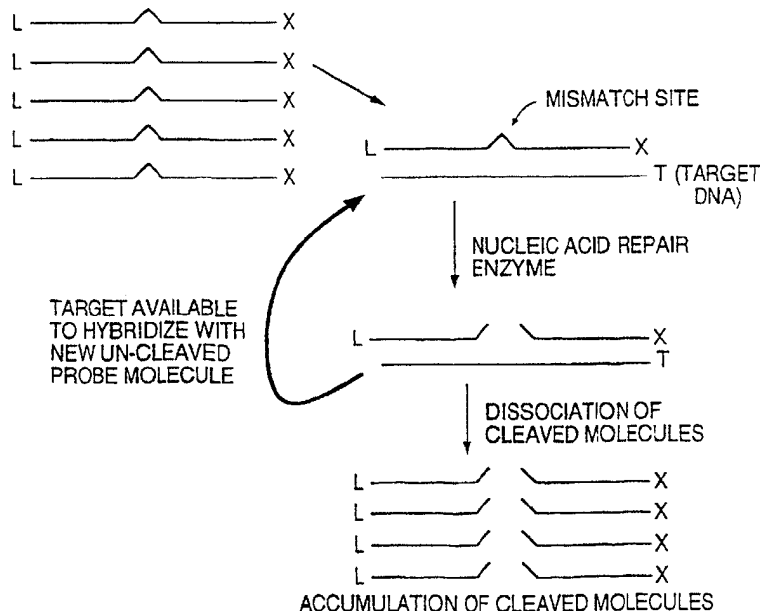 L X
L X
L X
L X
L X
MISMATCH SITE
L X
T (TARGET
DNA)
NUCLEIC ACID REPAIR
ENZYME
TARGET AVAILABLE
TO HYBRIDIZE WITH
NEW UN-CLEAVED
PROBE MOLECULE
L X
T
DISSOCIATION OF
CLEAVED MOLECULES
L X
L X
L X
L X
ACCUMULATION OF CLEAVED MOLECULES